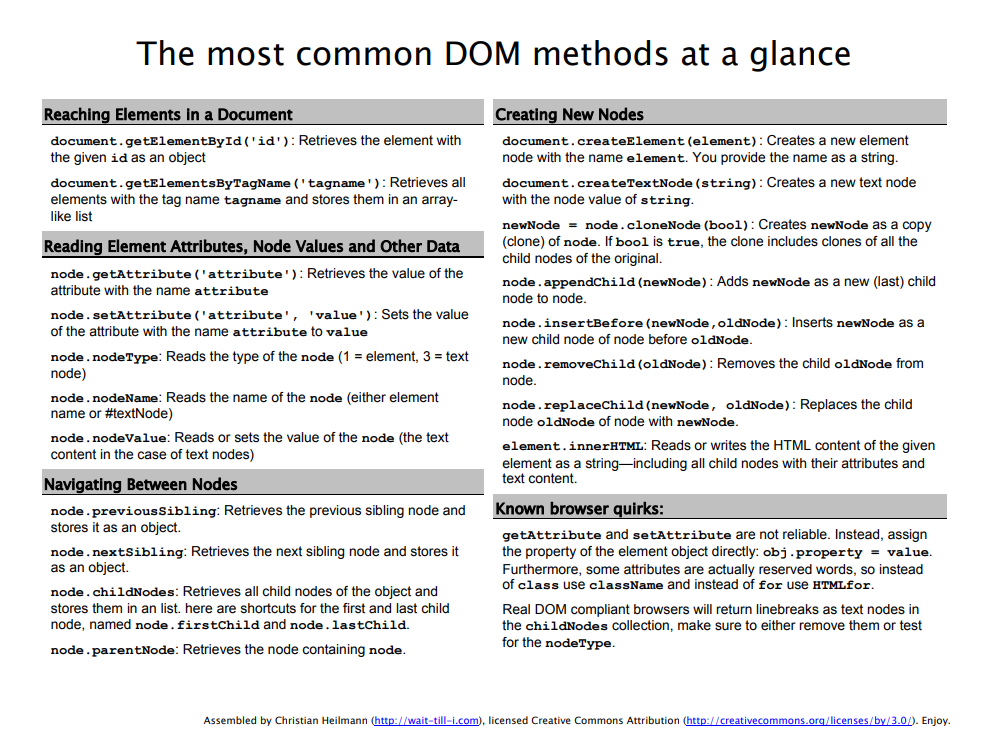 The most common DOM methods at a glance
Reaching Elements in a Document
document.getElementById('id'): Retrieves the element with
the given id as an object
document.getElementsByTagName('tagname'): Retrieves all
elements with the tag name tagname and stores them in an array-
like list
Reading Element Attributes, Node Values and Other Data
node.getAttribute('attribute'): Retrieves the value of the
attribute with the name attribute
node.setAttribute('attribute', 'value'): Sets the value
of the attribute with the name attribute to value
node.nodeType: Reads the type of the node (1 = element, 3 = text
node)
node.nodeName: Reads the name of the node (either element
name or #textNode)
node.nodeValue: Reads or sets the value of the node (the text
content in the case of text nodes)
Navigating Between Nodes
node.previousSibling: Retrieves the previous sibling node and
stores it as an object.
node.nextSibling: Retrieves the next sibling node and stores it
as an object.
node.childNodes: Retrieves all child nodes of the object and
stores them in an list. here are shortcuts for the first and last child
node, named node.firstChild and node.lastChild.
node.parentNode: Retrieves the node containing node.
Creating New Nodes
document.createElement(element): Creates a new element
node with the name element. You provide the name as a string.
document.createTextNode(string): Creates a new text node
with the node value of string.
newNode = node.cloneNode(bool): Creates newNode as a copy
(clone) of node. If bool is true, the clone includes clones of all the
child nodes of the original.
node.appendChild(newNode): Adds newNode as a new (last) child
node to node.
node.insertBefore(newNode,oldNode): Inserts newNode as a
new child node of node before oldNode.
node.removeChild(oldNode): Removes the child oldNode from
node.
node.replaceChild(newNode, oldNode): Replaces the child
node oldNode of node with newNode.
element.innerHTML: Reads or writes the HTML content of the given
element as a string—including all child nodes with their attributes and
text content.
Known browser quirks:
getAttribute and setAttribute are not reliable. Instead, assign
the property of the element object directly: obj.property = value.
Furthermore, some attributes are actually reserved words, so instead
of class use className and instead of for use HTMLfor.
Real DOM compliant browsers will return linebreaks as text nodes in
the childNodes collection, make sure to either remove them or test
for the nodeType.
Assembled by Christian Heilmann (http://wait-till-i.com), licensed Creative Commons Attribution (http://creativecommons.org/licenses/by/3.0/). Enjoy.